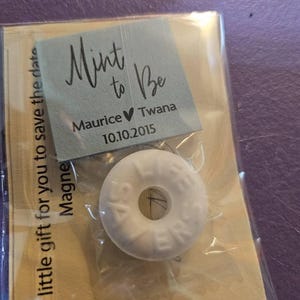 Mint
to Be
Maurice ♥ Twana
10.10.2015
little gift for you to save the date
Magne
LIFE
SAVERS